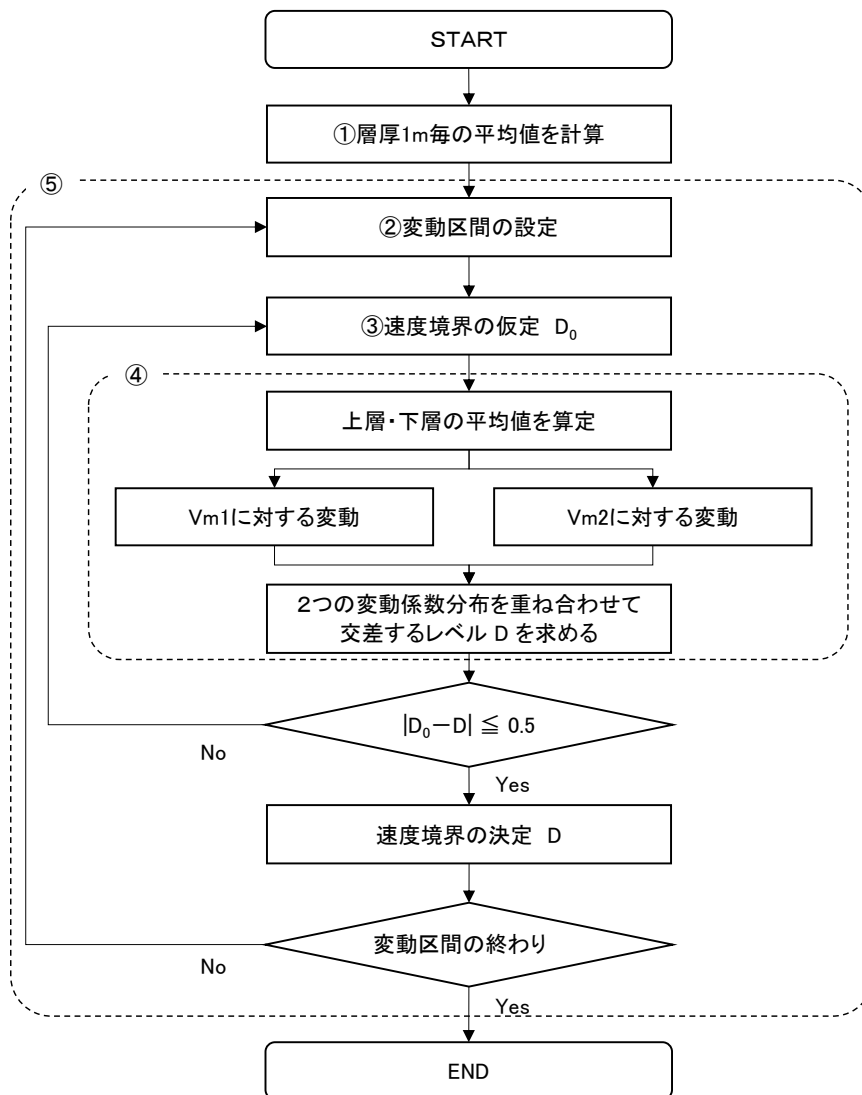 START
①層厚1m毎の平均値を計算
⑤
②変動区間の設定
③速度境界の仮定 D₀
④
上層・下層の平均値を算定
Vm1に対する変動
Vm2に対する変動
２つの変動係数分布を重ね合わせて
交差するレベル D を求める
|D₀－D| ≦ 0.5
No
Yes
速度境界の決定 D
変動区間の終わり
No
Yes
END